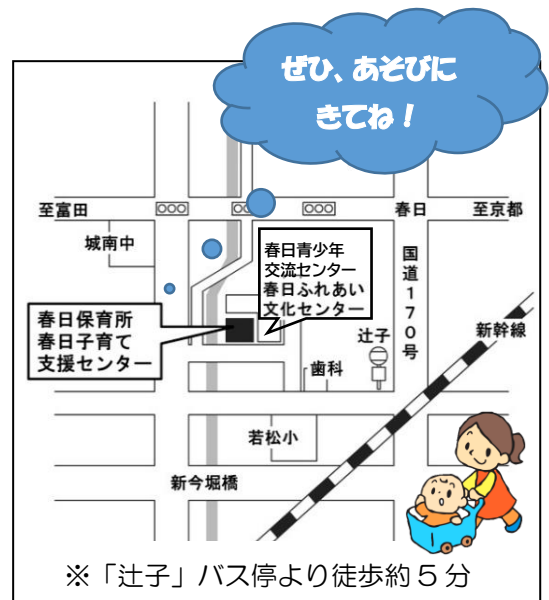 ぜひ、あそびに
きてね！
至富田
春日
至京都
城南中
春日青少年
交流センター
春日ふれあい
文化センター
国道170号
春日保育所
春日子育て
支援センター
辻子
新幹線
歯科
若松小
新今堀橋
※「辻子」バス停より徒歩約５分